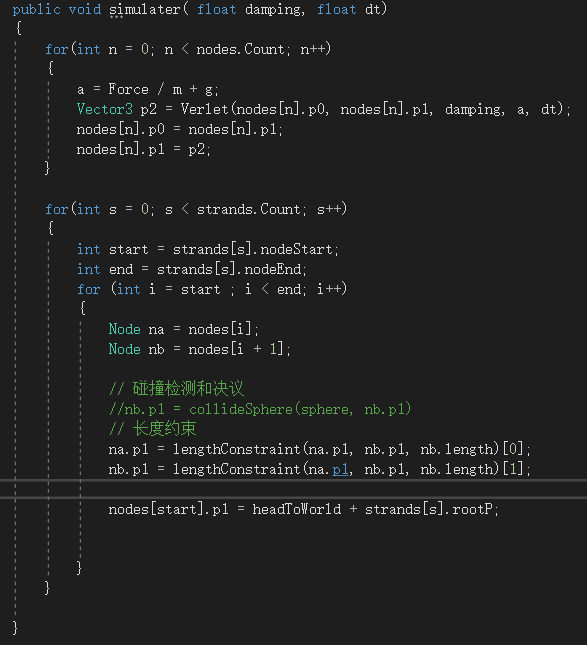 public void simulater( float damping, float dt)
{
for(int n = 0; n < nodes.Count; n++)
{
a = Force / m + g;
Vector3 p2 = Verlet(nodes[n].p0, nodes[n].p1, damping, a, dt);
nodes[n].p0 = nodes[n].p1;
nodes[n].p1 = p2;
}
for(int s = 0; s < strands.Count; s++)
{
int start = strands[s].nodeStart;
int end = strands[s].nodeEnd;
for (int i = start ; i < end; i++)
{
Node na = nodes[i];
Node nb = nodes[i + 1];
// 碰撞检测和决议
//nb.p1 = collideSphere(sphere, nb.p1)
// 长度约束
na.p1 = lengthConstraint(na.p1, nb.p1, nb.length)[0];
nb.p1 = lengthConstraint(na.p1, nb.p1, nb.length)[1];
nodes[start].p1 = headToWorld + strands[s].rootP;
}
}
}